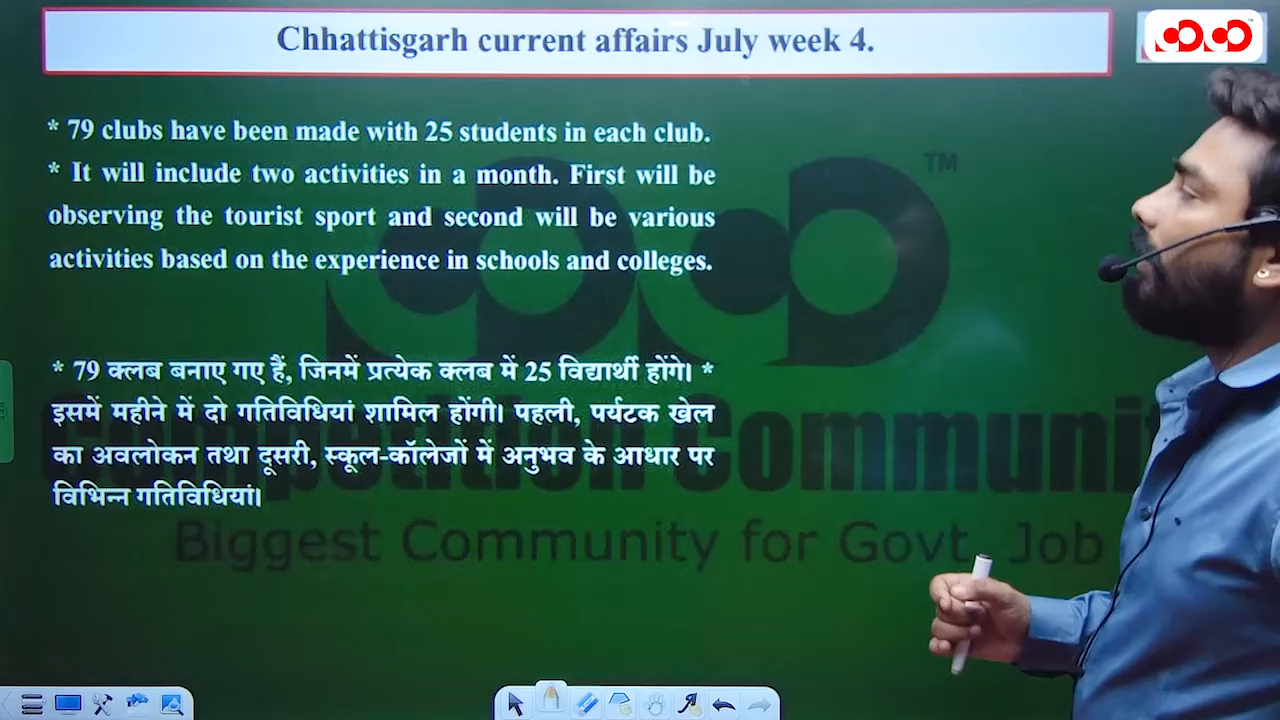 Chhattisgarh current affairs July week 4.
* 79 clubs have been made with 25 students in each club.
* It will include two activities in a month. First will be
observing the tourist sport and second will be various
activities based on the experience in schools and colleges.
* 79 क्लब बनाए गए हैं, जिनमें प्रत्येक क्लब में 25 विद्यार्थी होंगे। *
इसमें महीने में दो गतिविधियां शामिल होंगी। पहली, पर्यटक खेल
का अवलोकन तथा दूसरी, स्कूल-कॉलेजों में अनुभव के आधार पर
विभिन्न गतिविधियां।
TM
Competition Communit
Biggest Community for Govt. Job